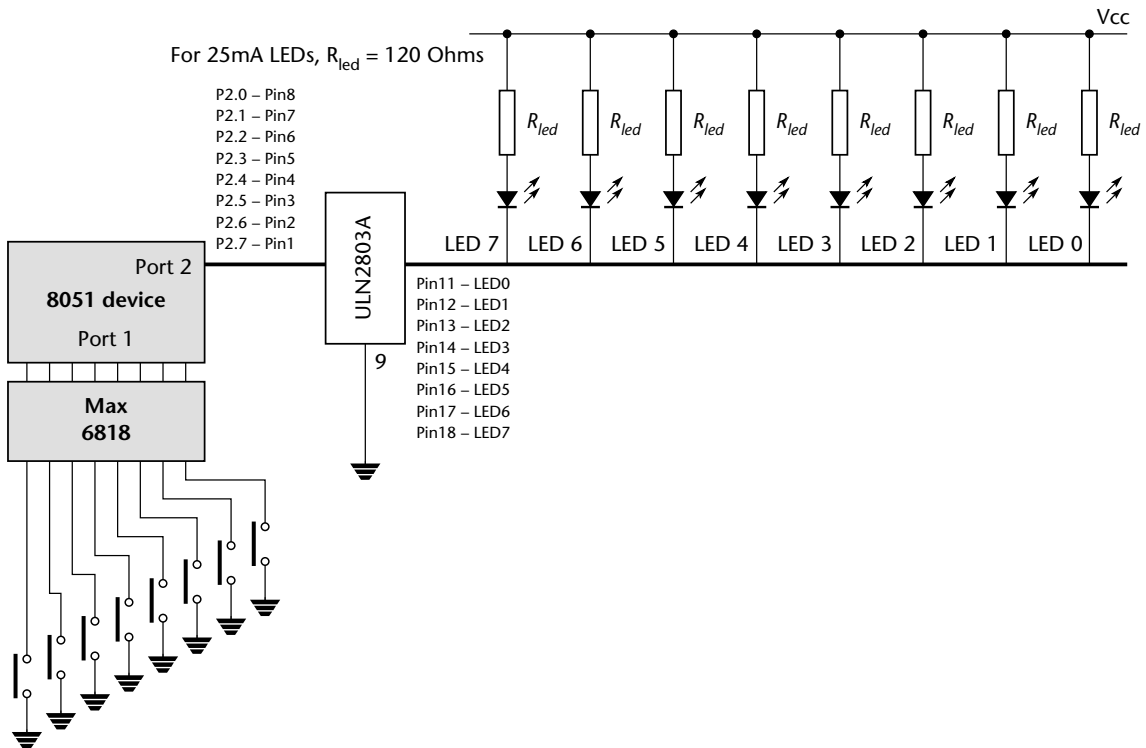 Vcc
For 25mA LEDs, Rled = 120 Ohms
P2.0 – Pin8
P2.1 – Pin7
P2.2 – Pin6
P2.3 – Pin5
P2.4 – Pin4
P2.5 – Pin3
P2.6 – Pin2
P2.7 – Pin1
Rled Rled Rled Rled Rled Rled Rled Rled
ULN2803A
LED 7 LED 6 LED 5 LED 4 LED 3 LED 2 LED 1 LED 0
Port 2
8051 device
Port 1
9
Pin11 – LED0
Pin12 – LED1
Pin13 – LED2
Pin14 – LED3
Pin15 – LED4
Pin16 – LED5
Pin17 – LED6
Pin18 – LED7
Max
6818